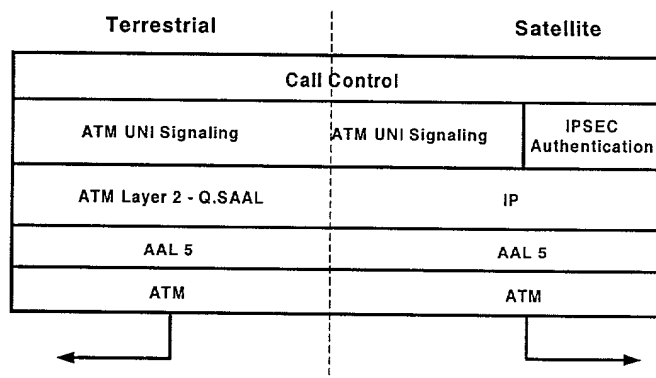 Terrestrial
Satellite
Call Control
ATM UNI Signaling
ATM UNI Signaling
IPSEC
Authentication
ATM Layer 2 - Q.SAAL
IP
AAL 5
AAL 5
ATM
ATM